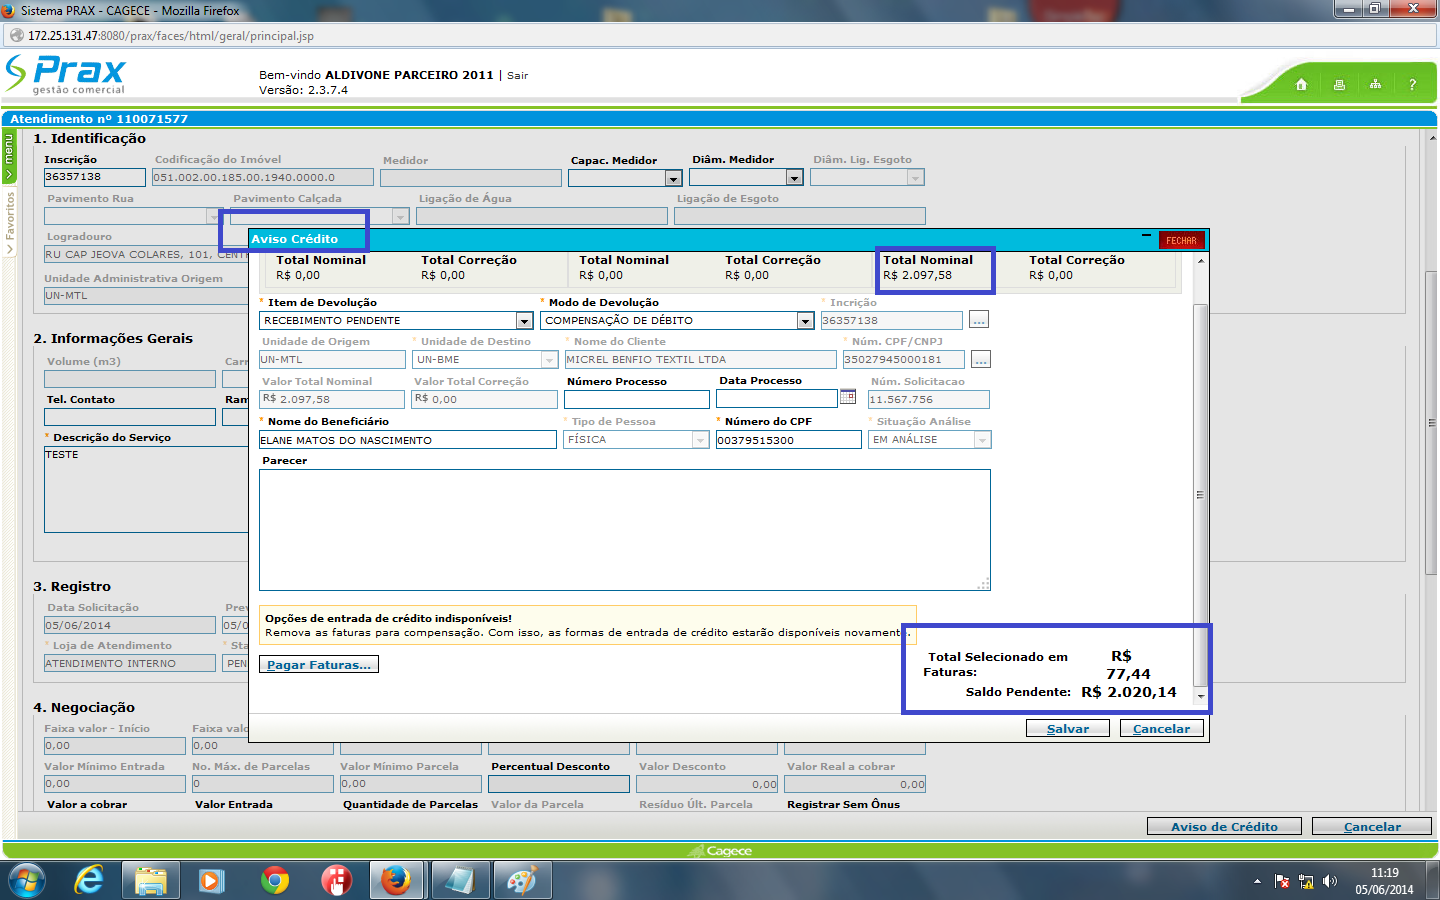 Sistema PRAX - CAGECE - Mozilla Firefox
172.25.131.47:8080/prax/faces/html/geral/principal.jsp
Prax
gestão comercial
Bem-vindo ALDIVONE PARCEIRO 2011 | Sair
Versão: 2.3.7.4
?
Atendimento nº 110071577
menu
Favoritos
1. Identificação
Inscrição Codificação do Imóvel Medidor Capac. Medidor Diâm. Medidor Diâm. Lig. Esgoto
36357138 051.002.00.185.00.1940.0000.0
Pavimento Rua Pavimento Calçada Ligação de Água Ligação de Esgoto
Logradouro
RU CAP JEOVA COLARES, 101, CENT
Unidade Administrativa Origem
UN-MTL
2. Informações Gerais
Volume (m3) Carr
Tel. Contato Ram
* Descrição do Serviço
TESTE
3. Registro
Data Solicitação Prev
05/06/2014 05/0
* Loja de Atendimento * Sta
ATENDIMENTO INTERNO PEN
4. Negociação
Faixa valor - Início Faixa valo
0,00 0,00
Valor Mínimo Entrada No. Máx. de Parcelas Valor Mínimo Parcela Percentual Desconto Valor Desconto Valor Real a cobrar
0,00 0 0,00 0,00 0,00
Valor a cobrar Valor Entrada Quantidade de Parcelas Valor da Parcela Resíduo Últ. Parcela Registrar Sem Ônus
Aviso Crédito
FECHAR
Total Nominal Total Correção Total Nominal Total Correção Total Nominal Total Correção
R$ 0,00 R$ 0,00 R$ 0,00 R$ 0,00 R$ 2.097,58 R$ 0,00
* Item de Devolução * Modo de Devolução * Incrição
RECEBIMENTO PENDENTE COMPENSAÇÃO DE DÉBITO 36357138 ...
Unidade de Origem * Unidade de Destino * Nome do Cliente * Núm. CPF/CNPJ
UN-MTL UN-BME MICREL BENFIO TEXTIL LTDA 35027945000181 ...
Valor Total Nominal Valor Total Correção Número Processo Data Processo Núm. Solicitacao
R$ 2.097,58 R$ 0,00 11.567.756
* Nome do Beneficiário * Tipo de Pessoa * Número do CPF * Situação Análise
ELANE MATOS DO NASCIMENTO FÍSICA 00379515300 EM ANÁLISE
Parecer
Opções de entrada de crédito indisponíveis!
Remova as faturas para compensação. Com isso, as formas de entrada de crédito estarão disponíveis novamente.
Pagar Faturas...
Total Selecionado em Faturas: R$ 77,44
Saldo Pendente: R$ 2.020,14
Salvar Cancelar
Aviso de Crédito Cancelar
Cagece
11:19
05/06/2014